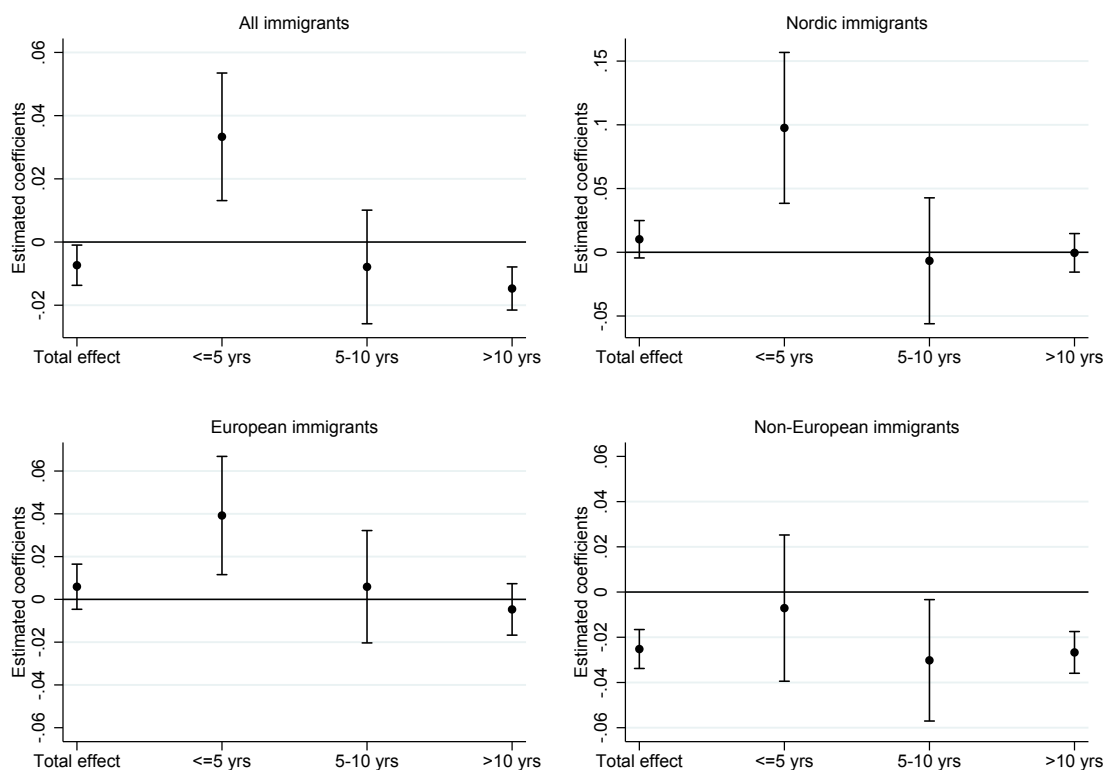 All immigrants
Estimated coefficients
.06
.04
.02
0
-.02
Total effect
<=5 yrs
5-10 yrs
>10 yrs
Nordic immigrants
Estimated coefficients
.15
.1
.05
0
-.05
Total effect
<=5 yrs
5-10 yrs
>10 yrs
European immigrants
Estimated coefficients
.06
.04
.02
0
-.02
-.04
-.06
Total effect
<=5 yrs
5-10 yrs
>10 yrs
Non-European immigrants
Estimated coefficients
.06
.04
.02
0
-.02
-.04
-.06
Total effect
<=5 yrs
5-10 yrs
>10 yrs